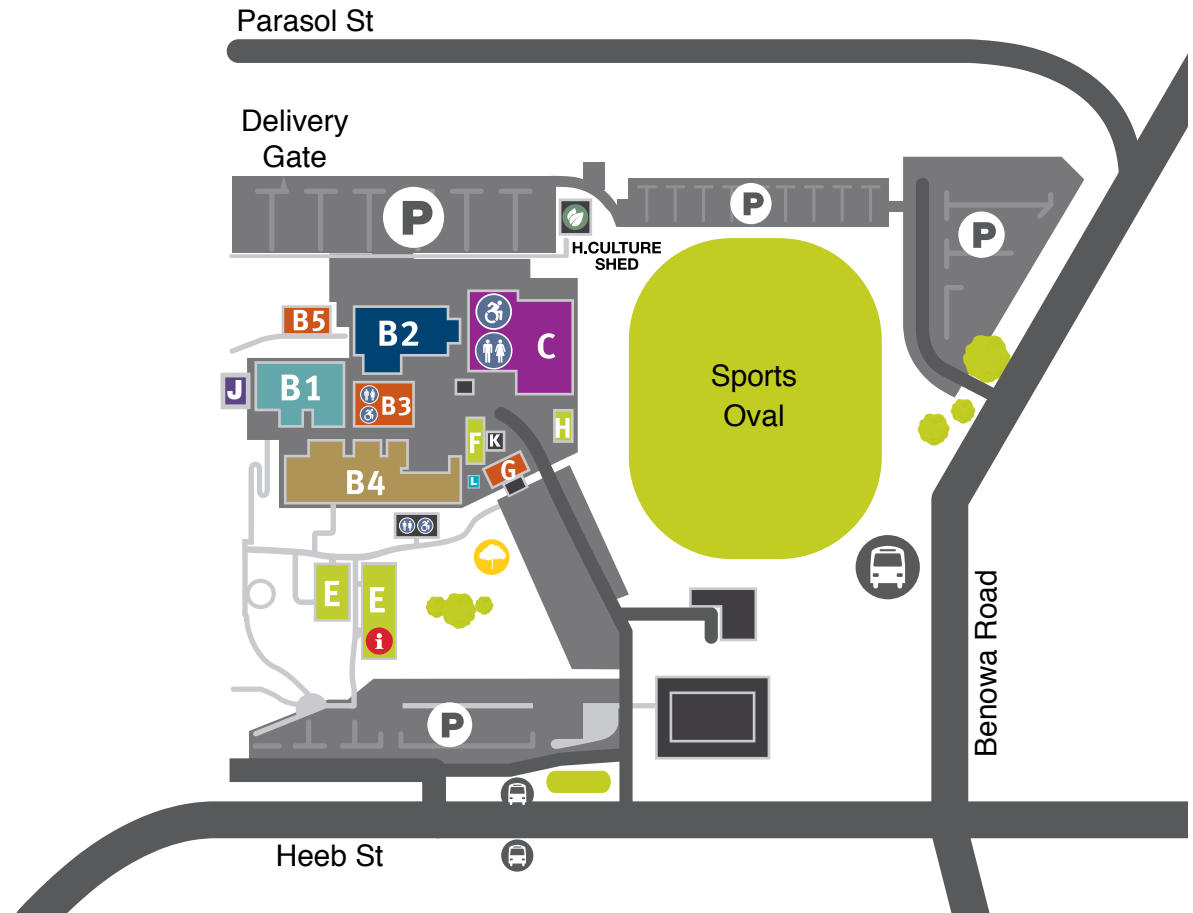 Parasol St
Delivery
Gate
P
P
P
H.CULTURE
SHED
B5
B2
C
J
B1
B3
Sports
Oval
F
K
H
B4
L
G
E
E
i
Benowa Road
P
Heeb St